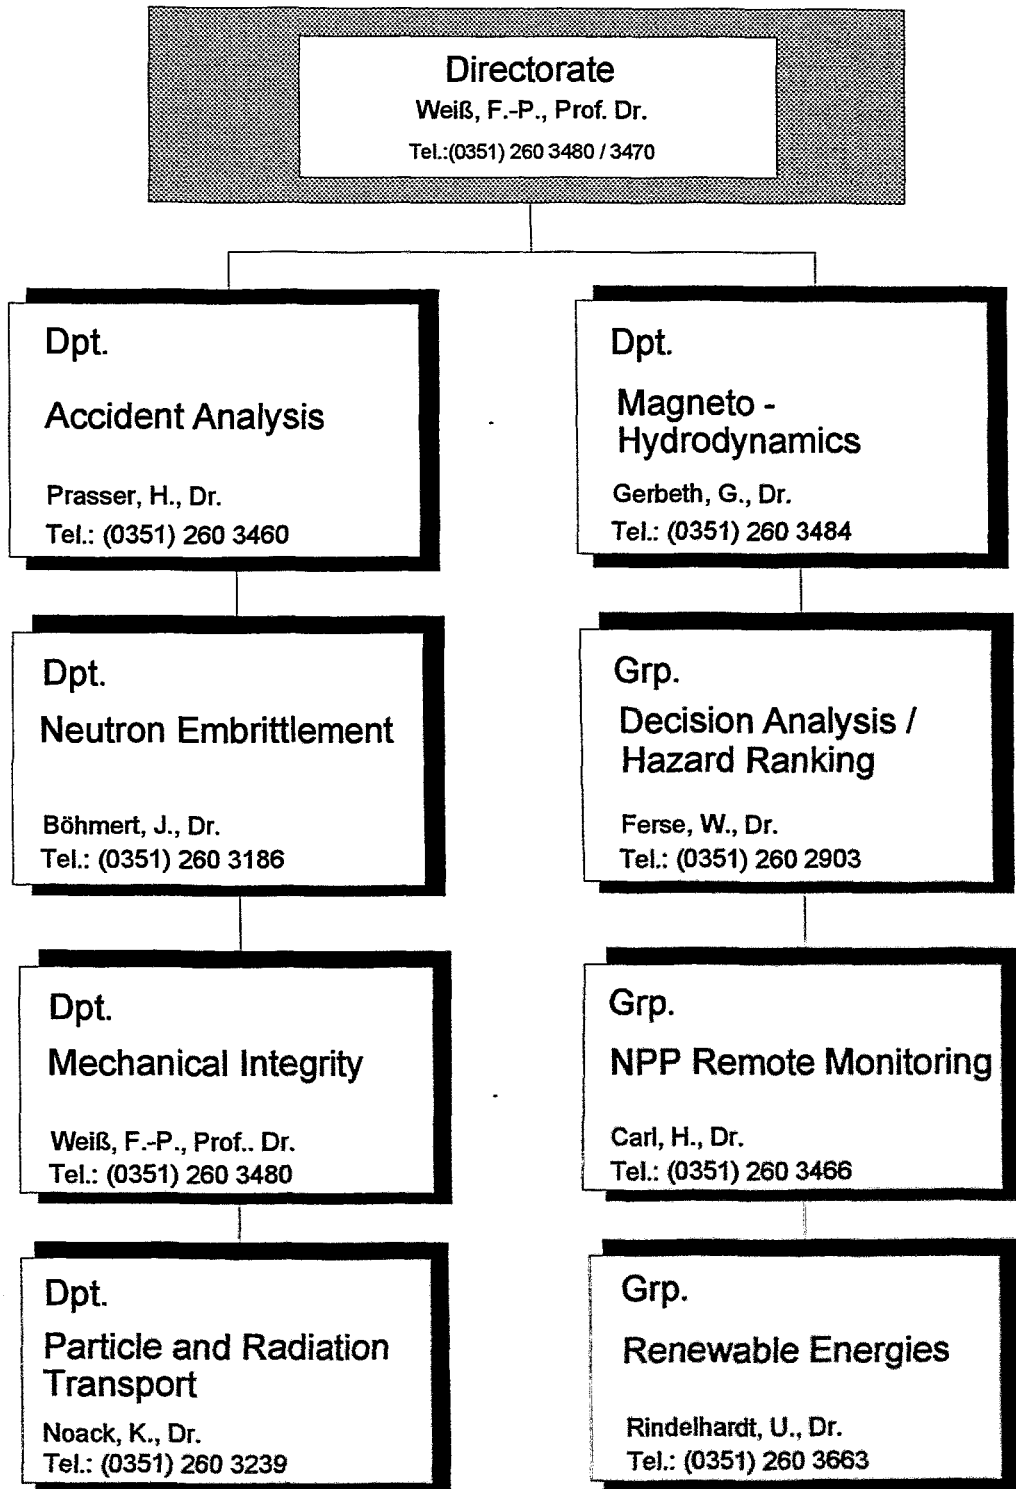 Directorate
Weiß, F.-P., Prof. Dr.
Tel.:(0351) 260 3480 / 3470
Dpt.
Accident Analysis
Prasser, H., Dr.
Tel.: (0351) 260 3460
Dpt.
Neutron Embrittlement
Böhmert, J., Dr.
Tel.: (0351) 260 3186
Dpt.
Mechanical Integrity
Weiß, F.-P., Prof.. Dr.
Tel.: (0351) 260 3480
Dpt.
Particle and Radiation
Transport
Noack, K., Dr.
Tel.: (0351) 260 3239
Dpt.
Magneto -
Hydrodynamics
Gerbeth, G., Dr.
Tel.: (0351) 260 3484
Grp.
Decision Analysis /
Hazard Ranking
Ferse, W., Dr.
Tel.: (0351) 260 2903
Grp.
NPP Remote Monitoring
Carl, H., Dr.
Tel.: (0351) 260 3466
Grp.
Renewable Energies
Rindelhardt, U., Dr.
Tel.: (0351) 260 3663